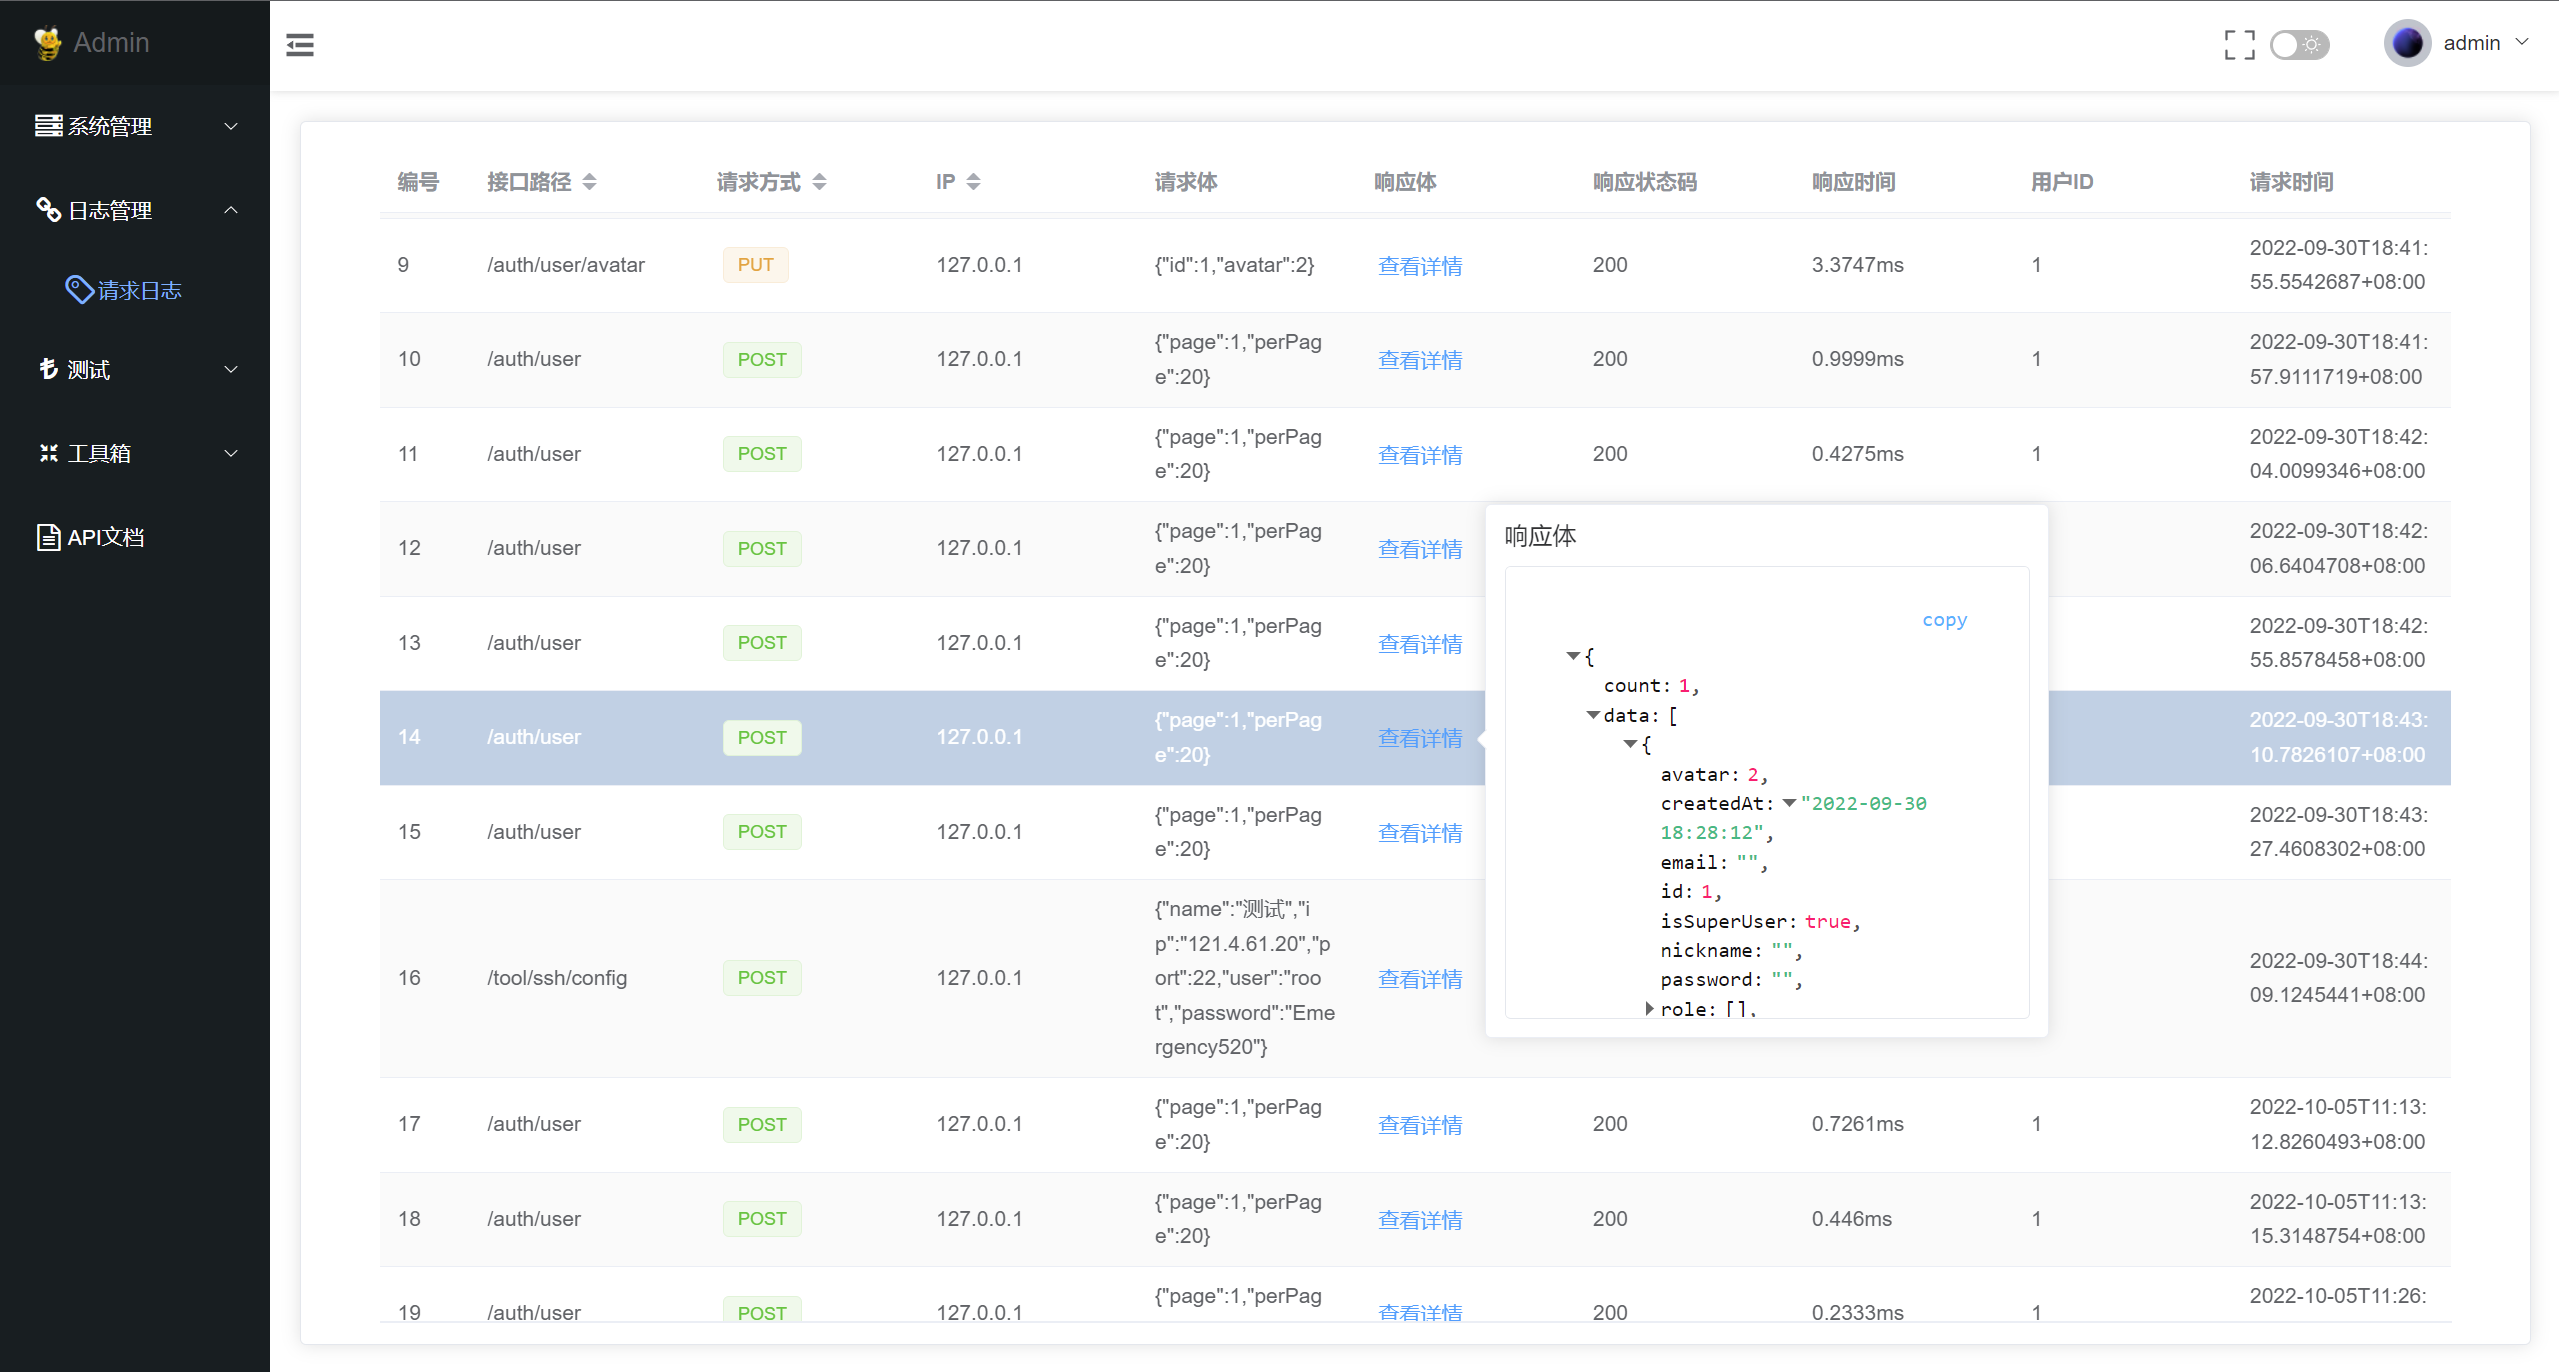 Admin
系统管理
日志管理
请求日志
测试
工具箱
API文档
admin
编号 接口路径 请求方式 IP 请求体 响应体 响应状态码 响应时间 用户ID 请求时间
9 /auth/user/avatar PUT 127.0.0.1 {"id":1,"avatar":2} 查看详情 200 3.3747ms 1 2022-09-30T18:41:
55.5542687+08:00
10 /auth/user POST 127.0.0.1 {"page":1,"perPag 查看详情 200 0.9999ms 1 2022-09-30T18:41:
e":20} 57.9111719+08:00
11 /auth/user POST 127.0.0.1 {"page":1,"perPag 查看详情 200 0.4275ms 1 2022-09-30T18:42:
e":20} 04.0099346+08:00
12 /auth/user POST 127.0.0.1 {"page":1,"perPag 查看详情 2022-09-30T18:42:
e":20} 06.6404708+08:00
13 /auth/user POST 127.0.0.1 {"page":1,"perPag 查看详情 2022-09-30T18:42:
e":20} 55.8578458+08:00
14 /auth/user POST 127.0.0.1 {"page":1,"perPag 查看详情 2022-09-30T18:43:
e":20} 10.7826107+08:00
15 /auth/user POST 127.0.0.1 {"page":1,"perPag 查看详情 2022-09-30T18:43:
e":20} 27.4608302+08:00
16 /tool/ssh/config POST 127.0.0.1 {"name":"测试","i 查看详情 2022-09-30T18:44:
p":"121.4.61.20","p 09.1245441+08:00
ort":22,"user":"roo
t","password":"Eme
rgency520"}
17 /auth/user POST 127.0.0.1 {"page":1,"perPag 查看详情 200 0.7261ms 1 2022-10-05T11:13:
e":20} 12.8260493+08:00
18 /auth/user POST 127.0.0.1 {"page":1,"perPag 查看详情 200 0.446ms 1 2022-10-05T11:13:
e":20} 15.3148754+08:00
19 /auth/user POST 127.0.0.1 {"page":1,"perPag 查看详情 200 0.2333ms 1 2022-10-05T11:26:
响应体
copy
{
count: 1,
data: [
{
avatar: 2,
createdAt: "2022-09-30
18:28:12",
email: "",
id: 1,
isSuperUser: true,
nickname: "",
password: "",
role: [],